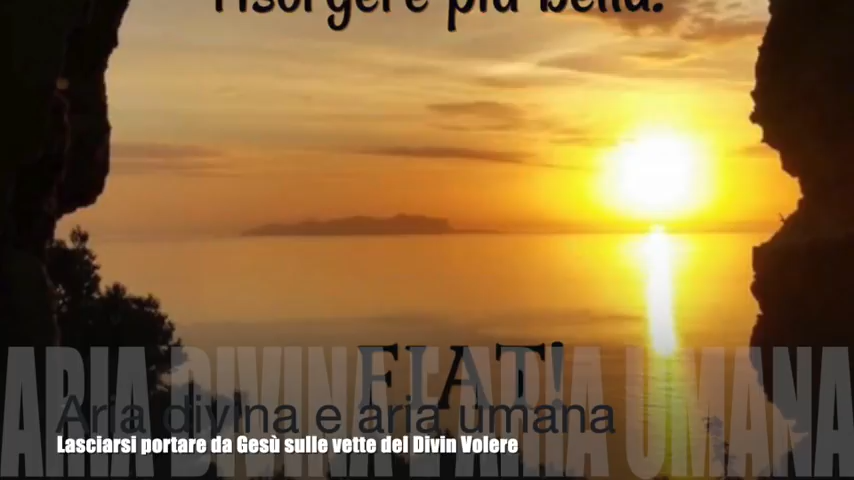 risorgere più bella.
FIAT!
ARIA DIVINA E ARIA UMANA
Aria divina e aria umana
Lasciarsi portare da Gesù sulle vette del Divin Volere